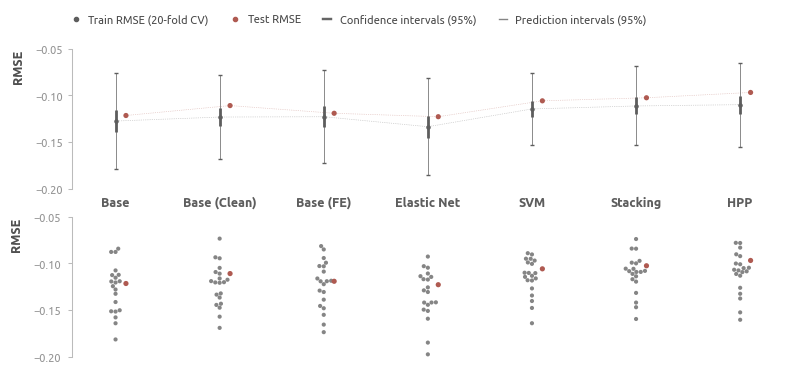 Train RMSE (20-fold CV) Test RMSE Confidence intervals (95%) Prediction intervals (95%)
RMSE
−0.05
−0.10
−0.15
−0.20
Base Base (Clean) Base (FE) Elastic Net SVM Stacking HPP
RMSE
−0.05
−0.10
−0.15
−0.20